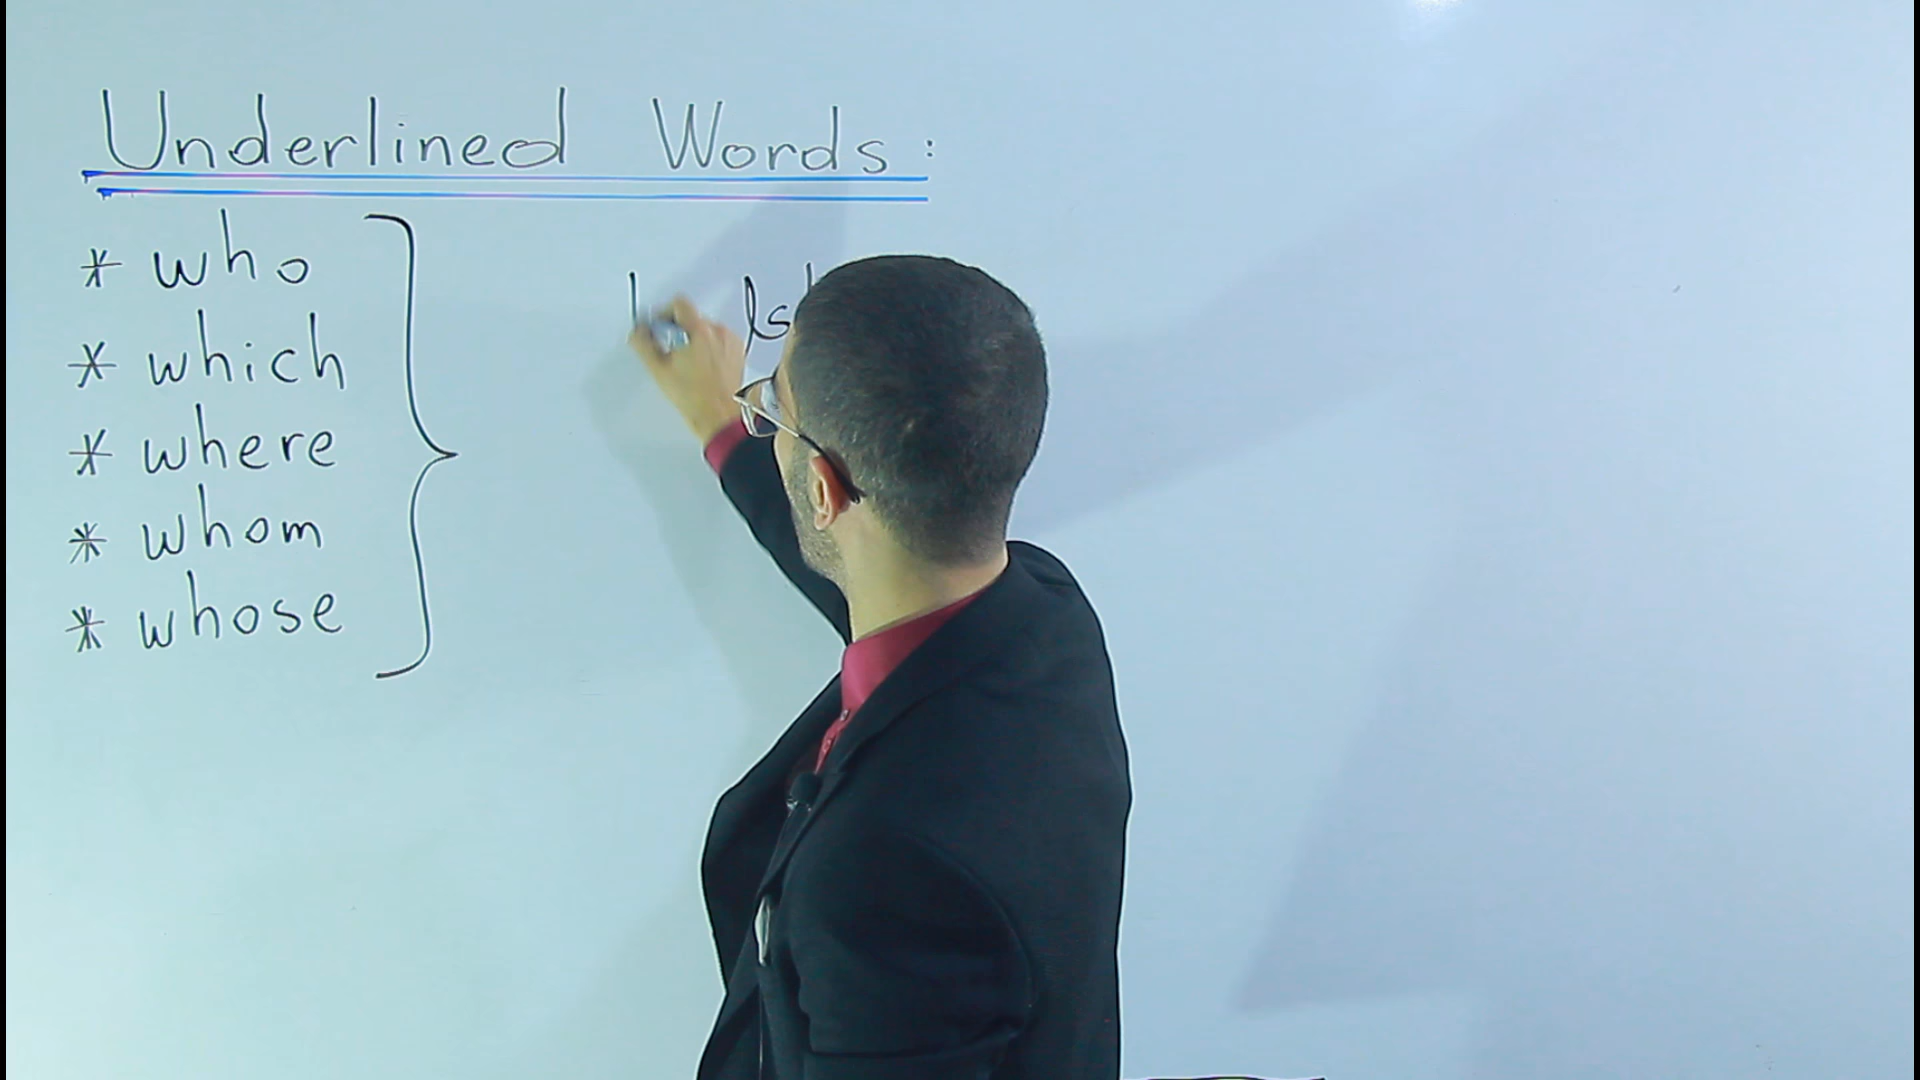 Underlined Words:
* who
* which
* where
* whom
* whose